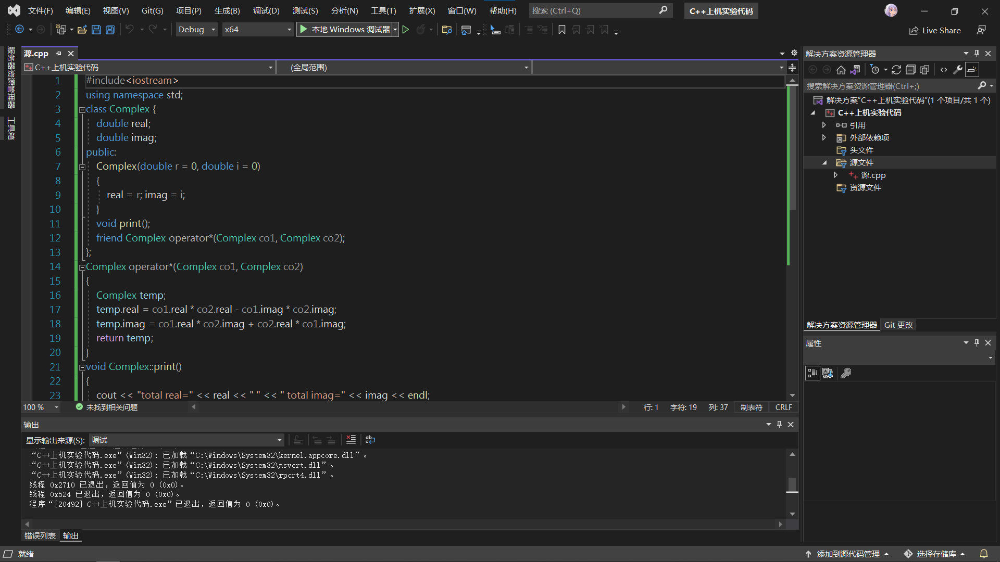 文件(F) 编辑(E) 视图(V) Git(G) 项目(P) 生成(B) 调试(D) 测试(S) 分析(N) 工具(T) 扩展(X) 窗口(W) 帮助(H) 搜索 (Ctrl+Q) C++上机实验代码
Debug x64 本地 Windows 调试器 Live Share
服务器资源管理器
工具箱
源.cpp
C++上机实验代码 (全局范围)
1 #include<iostream>
2 using namespace std;
3 class Complex {
4 double real;
5 double imag;
6 public:
7 Complex(double r = 0, double i = 0)
8 {
9 real = r; imag = i;
10 }
11 void print();
12 friend Complex operator*(Complex co1, Complex co2);
13 };
14 Complex operator*(Complex co1, Complex co2)
15 {
16 Complex temp;
17 temp.real = co1.real * co2.real - co1.imag * co2.imag;
18 temp.imag = co1.real * co2.imag + co2.real * co1.imag;
19 return temp;
20 }
21 void Complex::print()
22 {
23 cout << "total real=" << real << " " << " total imag=" << imag << endl;
100 % 未找到相关问题 行: 1 字符: 19 列: 37 制表符 CRLF
输出
显示输出来源(S): 调试
“C++上机实验代码.exe”(Win32): 已加载“C:\Windows\System32\kernel.appcore.dll”。
“C++上机实验代码.exe”(Win32): 已加载“C:\Windows\System32\msvcrt.dll”。
“C++上机实验代码.exe”(Win32): 已加载“C:\Windows\System32\rpcrt4.dll”。
线程 0x2710 已退出，返回值为 0 (0x0)。
线程 0x524 已退出，返回值为 0 (0x0)。
程序“[20492] C++上机实验代码.exe”已退出，返回值为 0 (0x0)。
错误列表 输出
解决方案资源管理器
搜索解决方案资源管理器(Ctrl+;)
解决方案“C++上机实验代码”(1 个项目/共 1 个)
C++上机实验代码
引用
外部依赖项
头文件
源文件
源.cpp
资源文件
解决方案资源管理器 Git 更改
属性
就绪 添加到源代码管理 选择存储库